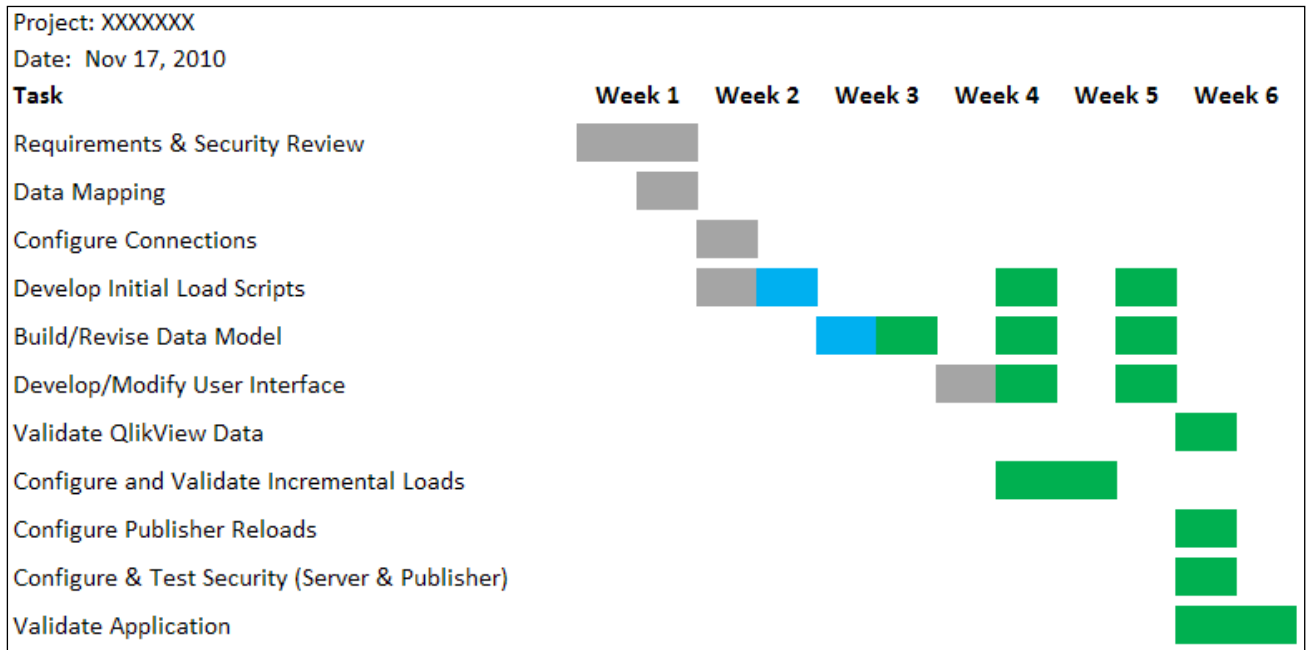 Project: XXXXXXX
Date:  Nov 17, 2010
Task Week 1 Week 2 Week 3 Week 4 Week 5 Week 6
Requirements & Security Review
Data Mapping
Configure Connections
Develop Initial Load Scripts
Build/Revise Data Model
Develop/Modify User Interface
Validate QlikView Data
Configure and Validate Incremental Loads
Configure Publisher Reloads
Configure & Test Security (Server & Publisher)
Validate Application